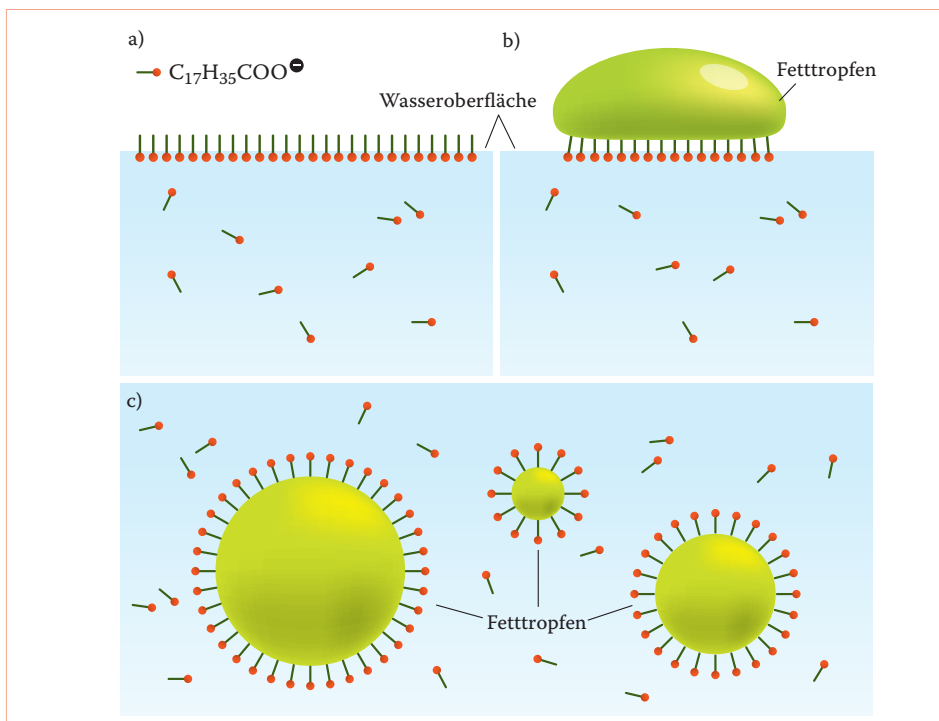 a)
C₁₇H₃₅COO⊖
Wasseroberfläche
b)
Fetttropfen
c)
Fetttropfen